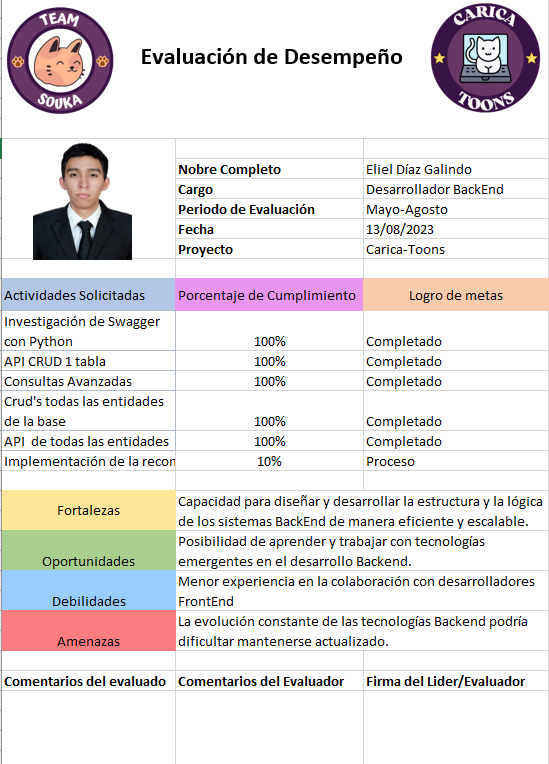 TEAM
SOUKA
Evaluación de Desempeño
CARICA
TOONS
Nobre Completo Eliel Díaz Galindo
Cargo Desarrollador BackEnd
Periodo de Evaluación Mayo-Agosto
Fecha 13/08/2023
Proyecto Carica-Toons
Actividades Solicitadas Porcentaje de Cumplimiento Logro de metas
Investigación de Swagger
con Python 100% Completado
API CRUD 1 tabla 100% Completado
Consultas Avanzadas 100% Completado
Crud's todas las entidades
de la base 100% Completado
API de todas las entidades 100% Completado
Implementación de la recon 10% Proceso
Fortalezas Capacidad para diseñar y desarrollar la estructura y la lógica
de los sistemas BackEnd de manera eficiente y escalable.
Oportunidades Posibilidad de aprender y trabajar con tecnologías
emergentes en el desarrollo Backend.
Debilidades Menor experiencia en la colaboración con desarrolladores
FrontEnd
Amenazas La evolución constante de las tecnologías Backend podría
dificultar mantenerse actualizado.
Comentarios del evaluado Comentarios del Evaluador Firma del Lider/Evaluador